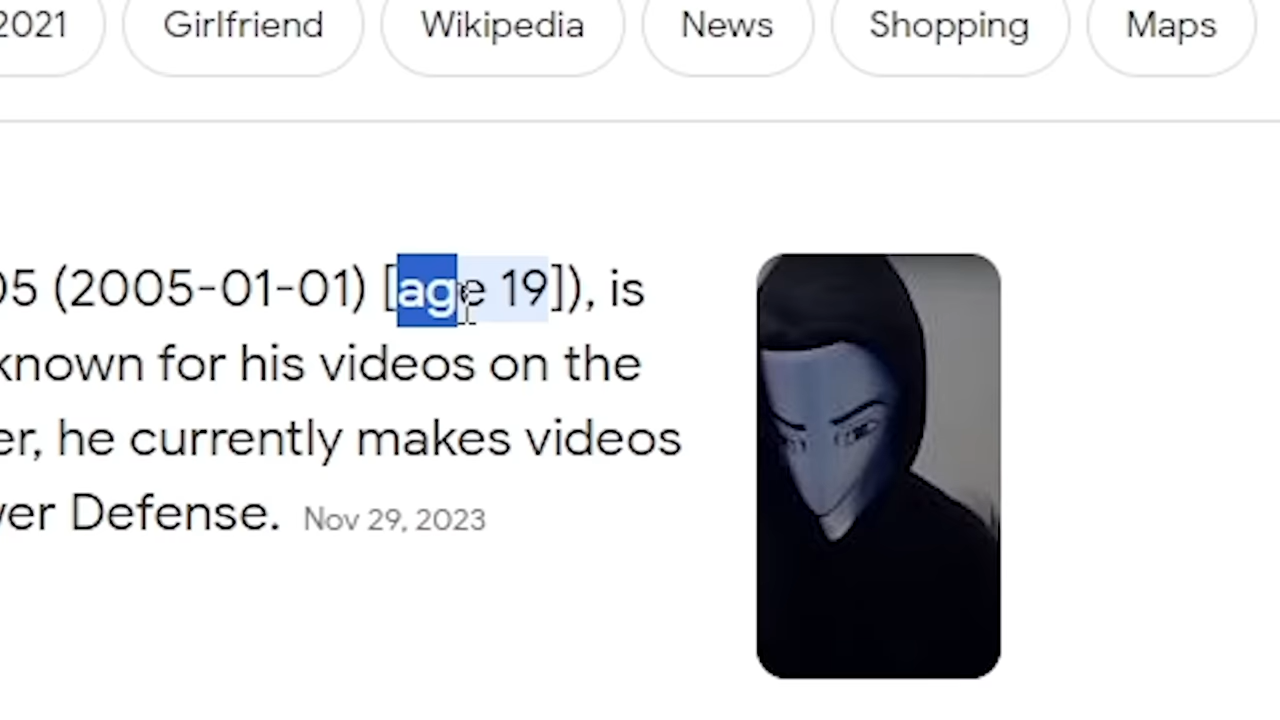 2021 Girlfriend Wikipedia News Shopping Maps
05 (2005-01-01) [age 19]), is
known for his videos on the
er, he currently makes videos
wer Defense. Nov 29, 2023